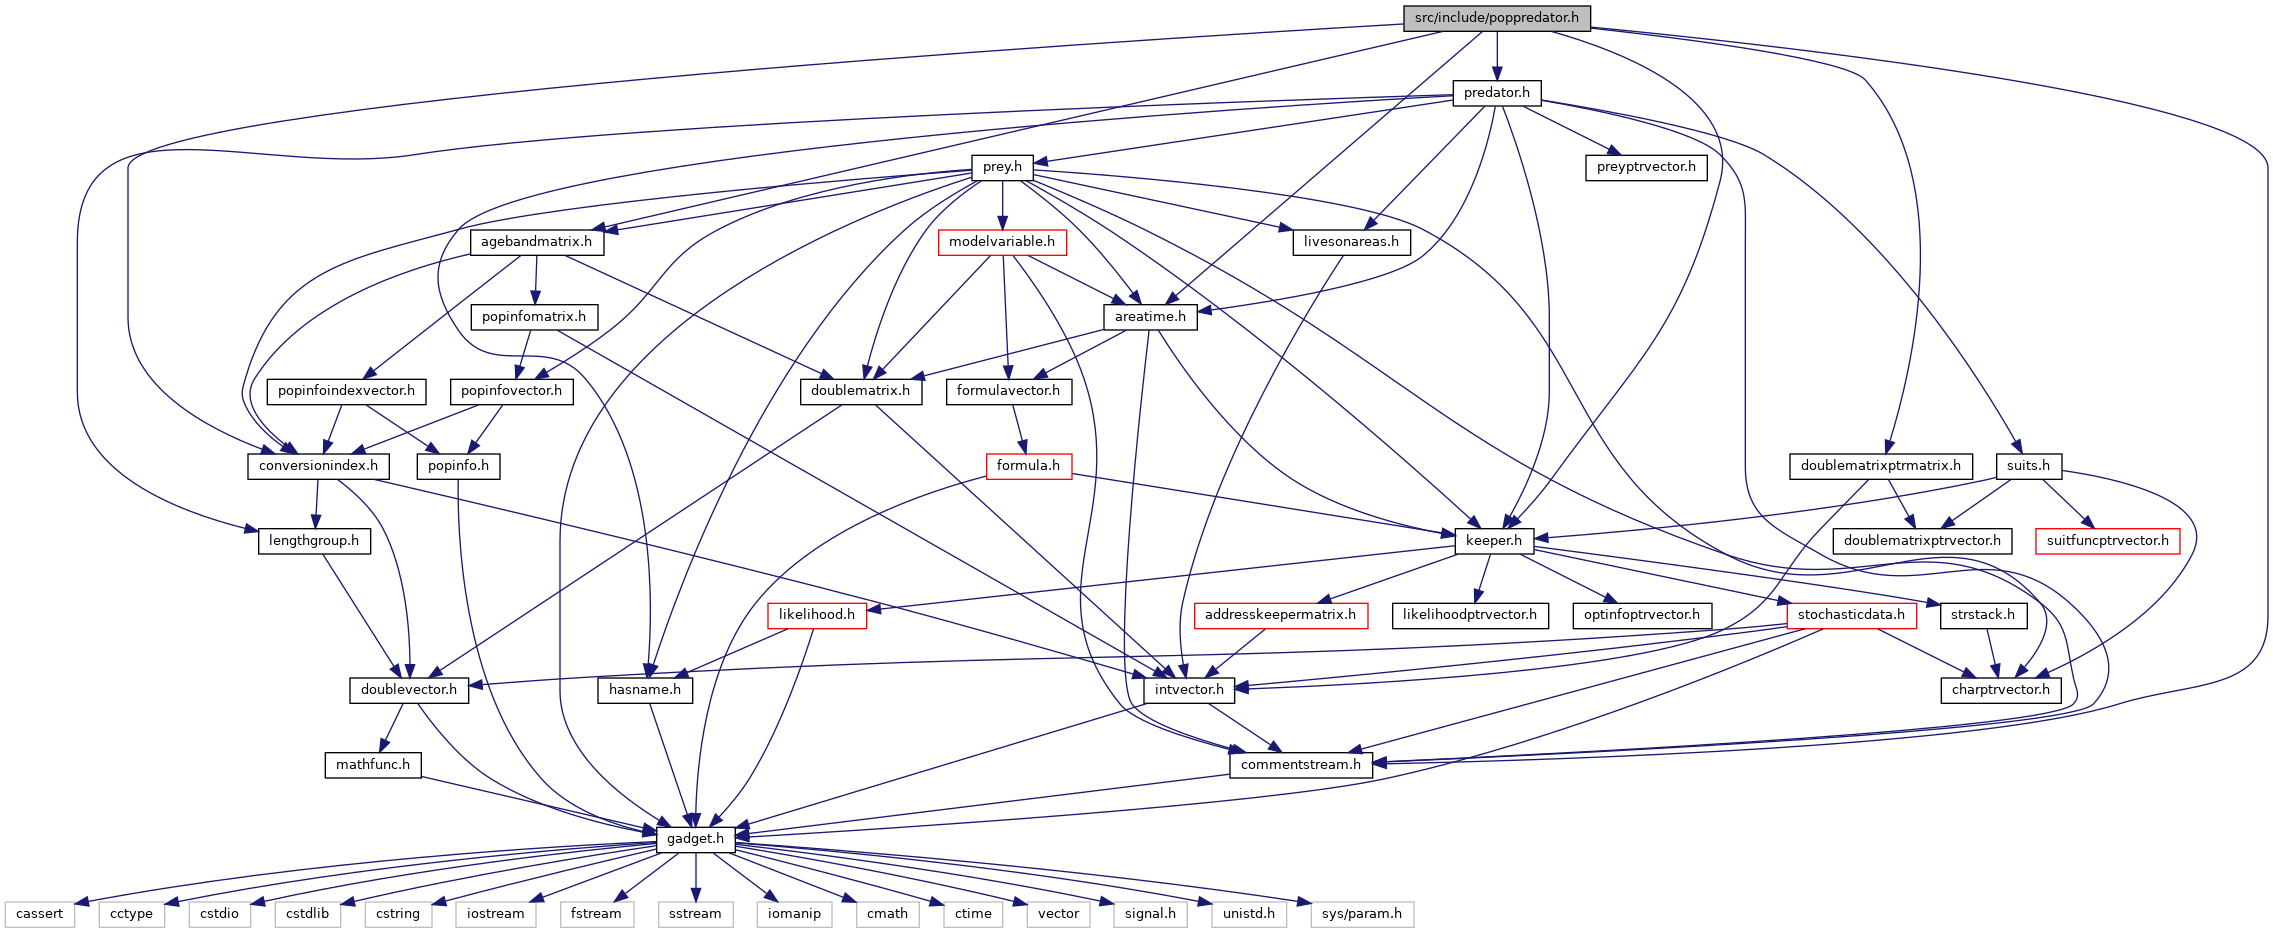 src/include/poppredator.h
predator.h
prey.h
preyptrvector.h
agebandmatrix.h
modelvariable.h
livesonareas.h
popinfomatrix.h
areatime.h
popinfoindexvector.h
popinfovector.h
doublematrix.h
formulavector.h
conversionindex.h
popinfo.h
formula.h
doublematrixptrmatrix.h
suits.h
lengthgroup.h
keeper.h
doublematrixptrvector.h
suitfuncptrvector.h
likelihood.h
addresskeepermatrix.h
likelihoodptrvector.h
optinfoptrvector.h
stochasticdata.h
strstack.h
doublevector.h
hasname.h
intvector.h
charptrvector.h
mathfunc.h
commentstream.h
gadget.h
cassert
cctype
cstdio
cstdlib
cstring
iostream
fstream
sstream
iomanip
cmath
ctime
vector
signal.h
unistd.h
sys/param.h